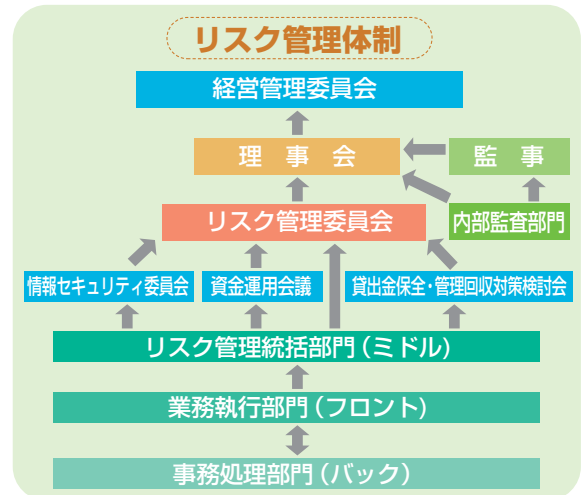 リスク管理体制
経営管理委員会
理事会
監事
リスク管理委員会
内部監査部門
情報セキュリティ委員会
資金運用会議
貸出金保全・管理回収対策検討会
リスク管理統括部門(ミドル)
業務執行部門(フロント)
事務処理部門(バック)